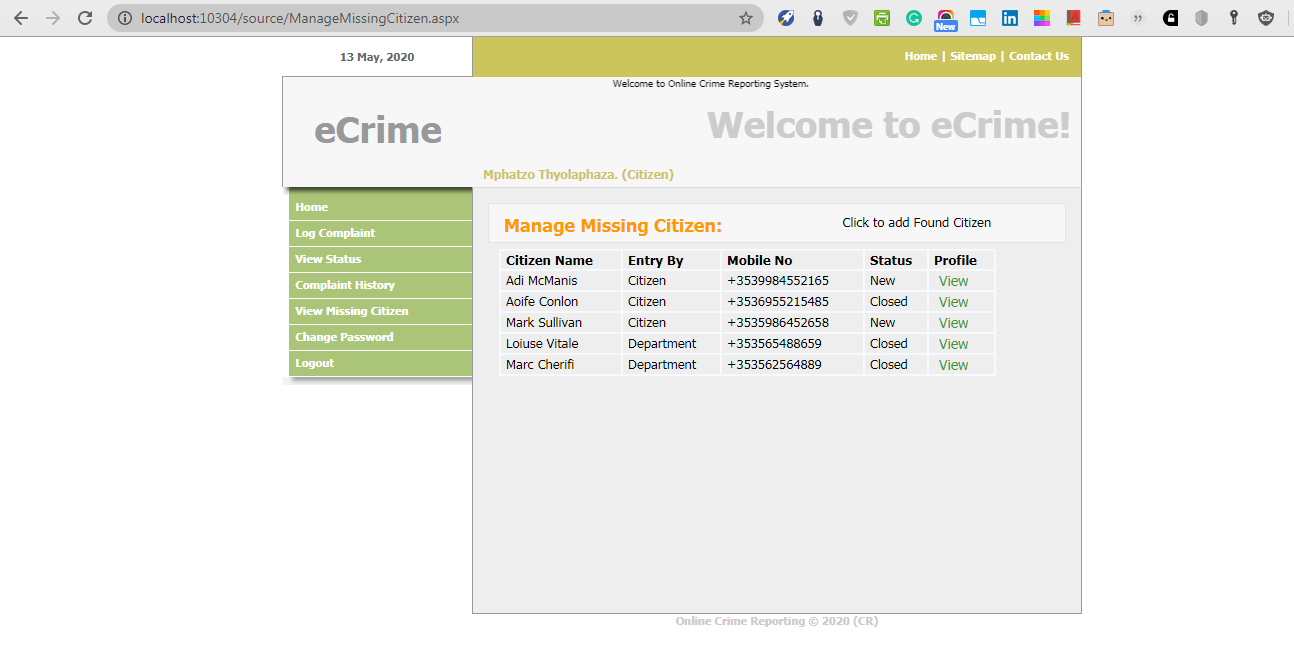 localhost:10304/source/ManageMissingCitizen.aspx
New
13 May, 2020
Home | Sitemap | Contact Us
Welcome to Online Crime Reporting System.
eCrime
Welcome to eCrime!
Mphatzo Thyolaphaza. (Citizen)
Home
Log Complaint
View Status
Complaint History
View Missing Citizen
Change Password
Logout
Manage Missing Citizen:
Click to add Found Citizen
Citizen Name Entry By Mobile No Status Profile
Adi McManis Citizen +3539984552165 New View
Aoife Conlon Citizen +3536955215485 Closed View
Mark Sullivan Citizen +3535986452658 New View
Loiuse Vitale Department +353565488659 Closed View
Marc Cherifi Department +353562564889 Closed View
Online Crime Reporting © 2020 (CR)